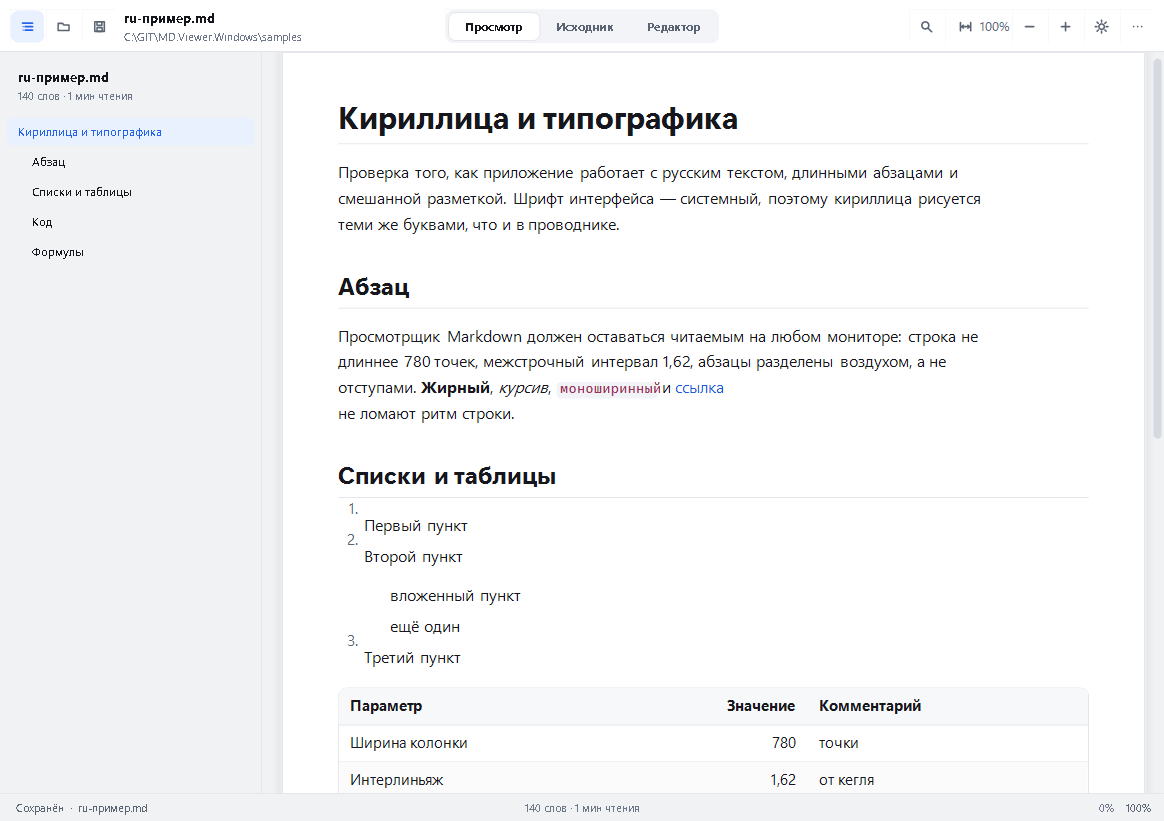 ru-пример.md
C:\GIT\MD.Viewer.Windows\samples
Просмотр Исходник Редактор
100%
ru-пример.md
140 слов · 1 мин чтения
Кириллица и типографика
Абзац
Списки и таблицы
Код
Формулы
Кириллица и типографика
Проверка того, как приложение работает с русским текстом, длинными абзацами и
смешанной разметкой. Шрифт интерфейса — системный, поэтому кириллица рисуется
теми же буквами, что и в проводнике.
Абзац
Просмотрщик Markdown должен оставаться читаемым на любом мониторе: строка не
длиннее 780 точек, межстрочный интервал 1,62, абзацы разделены воздухом, а не
отступами. Жирный, курсив, моноширинный и ссылка
не ломают ритм строки.
Списки и таблицы
1.
Первый пункт
2.
Второй пункт
вложенный пункт
ещё один
3.
Третий пункт
Параметр Значение Комментарий
Ширина колонки 780 точки
Интерлиньяж 1,62 от кегля
Сохранён · ru-пример.md
140 слов · 1 мин чтения
0% 100%